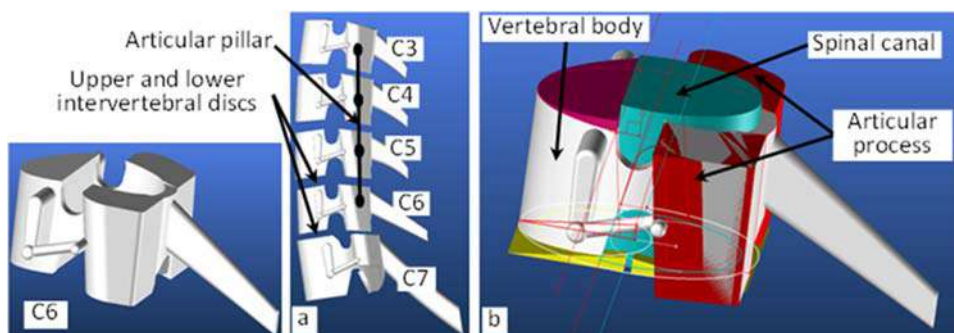 Articular pillar
Upper and lower
intervertebral discs
C3
C4
C5
C6
C7
a
C6
Vertebral body
Spinal canal
Articular
process
b